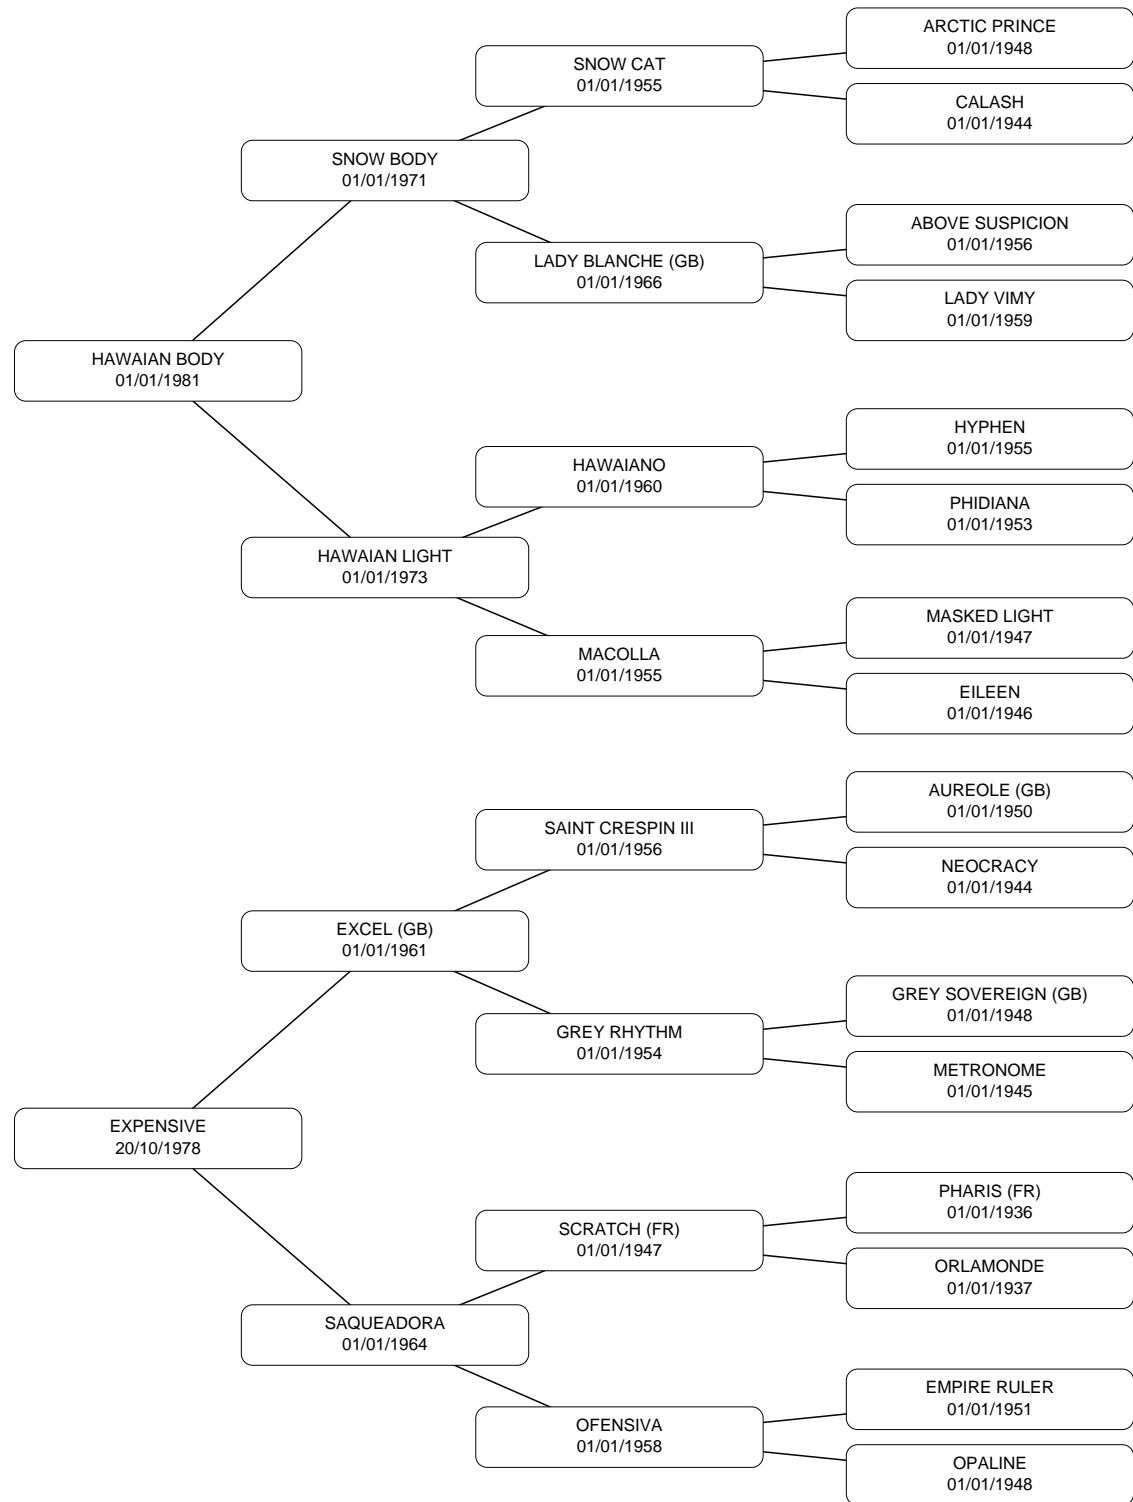 ARCTIC PRINCE
01/01/1948
SNOW CAT
01/01/1955
CALASH
01/01/1944
SNOW BODY
01/01/1971
ABOVE SUSPICION
01/01/1956
LADY BLANCHE (GB)
01/01/1966
LADY VIMY
01/01/1959
HAWAIAN BODY
01/01/1981
HYPHEN
01/01/1955
HAWAIANO
01/01/1960
PHIDIANA
01/01/1953
HAWAIAN LIGHT
01/01/1973
MASKED LIGHT
01/01/1947
MACOLLA
01/01/1955
EILEEN
01/01/1946
AUREOLE (GB)
01/01/1950
SAINT CRESPIN III
01/01/1956
NEOCRACY
01/01/1944
EXCEL (GB)
01/01/1961
GREY SOVEREIGN (GB)
01/01/1948
GREY RHYTHM
01/01/1954
METRONOME
01/01/1945
EXPENSIVE
20/10/1978
PHARIS (FR)
01/01/1936
SCRATCH (FR)
01/01/1947
ORLAMONDE
01/01/1937
SAQUEADORA
01/01/1964
EMPIRE RULER
01/01/1951
OFENSIVA
01/01/1958
OPALINE
01/01/1948